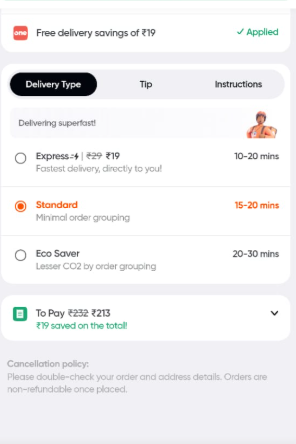 one
Free delivery savings of ₹19
✓ Applied
Delivery Type
Tip
Instructions
Delivering superfast!
Express⚡ | ₹29 ₹19
10-20 mins
Fastest delivery, directly to you!
Standard
15-20 mins
Minimal order grouping
Eco Saver
20-30 mins
Lesser CO2 by order grouping
To Pay ₹232 ₹213
₹19 saved on the total!
Cancellation policy:
Please double-check your order and address details. Orders are
non-refundable once placed.